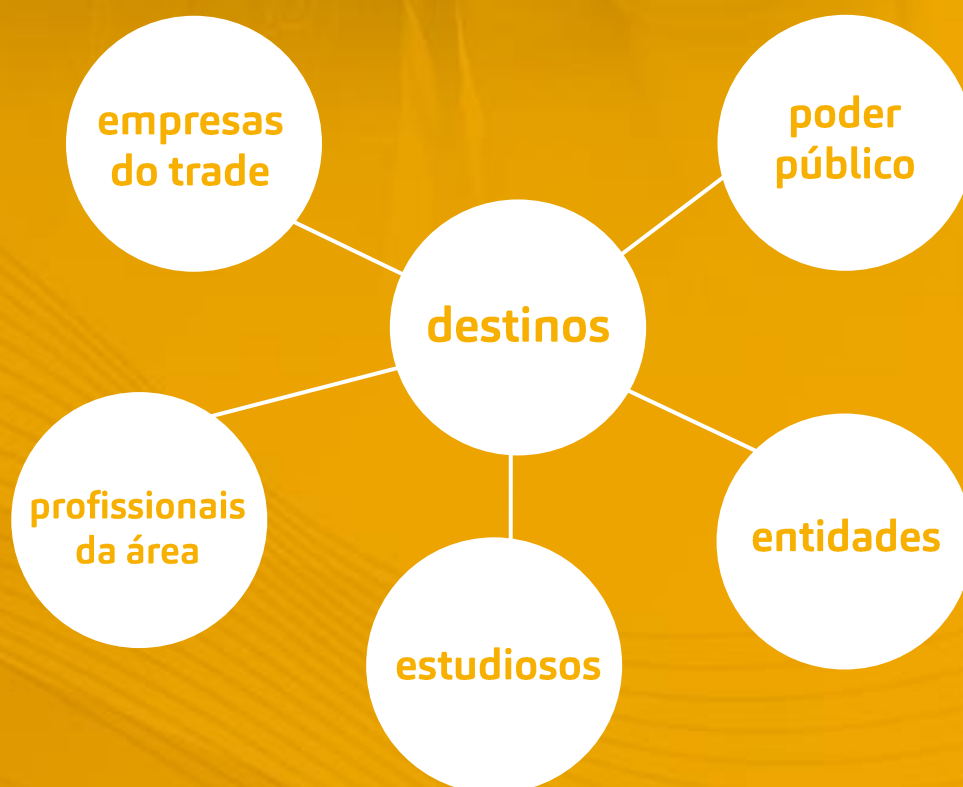 empresas
do trade
poder
público
destinos
profissionais
da área
entidades
estudiosos